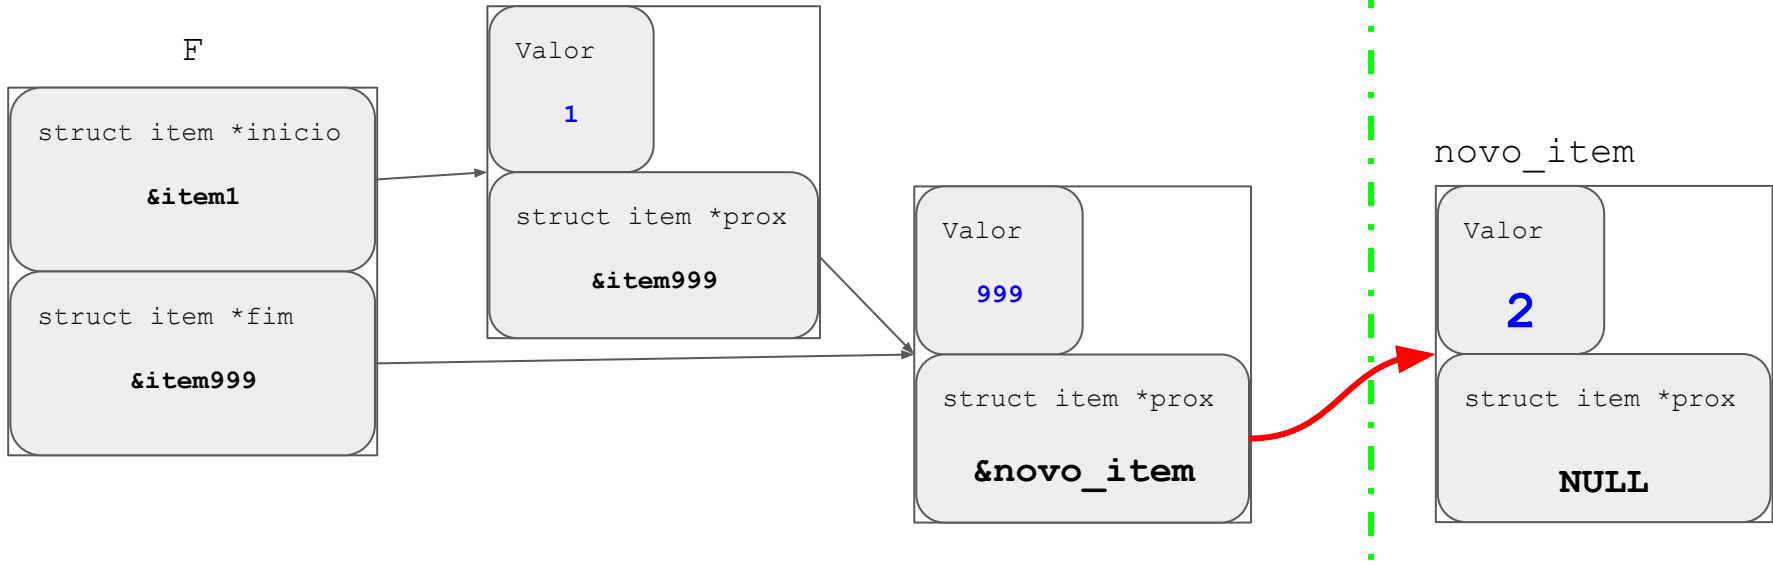 F
struct item *inicio
&item1
struct item *fim
&item999
Valor
1
struct item *prox
&item999
Valor
999
struct item *prox
&novo_item
novo_item
Valor
2
struct item *prox
NULL